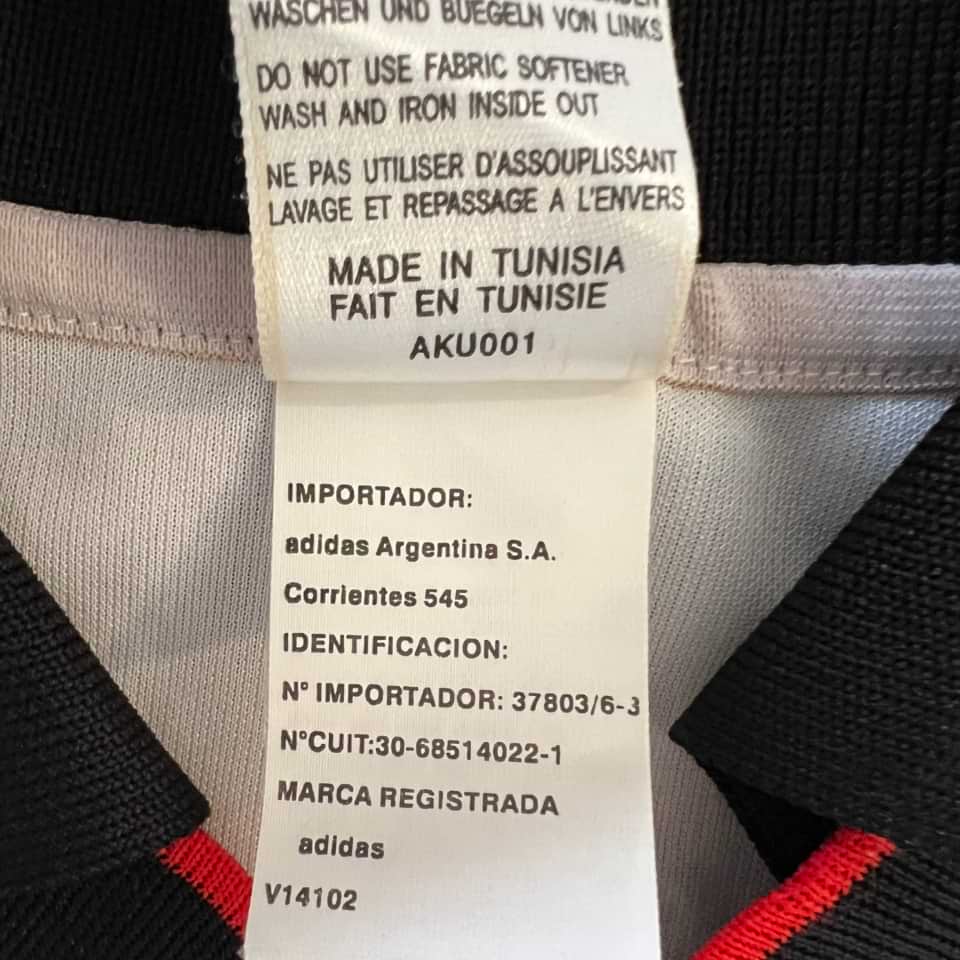 WASCHEN UND BUEGELN VON LINKS
DO NOT USE FABRIC SOFTENER
WASH AND IRON INSIDE OUT
NE PAS UTILISER D'ASSOUPLISSANT
LAVAGE ET REPASSAGE A L'ENVERS
MADE IN TUNISIA
FAIT EN TUNISIE
AKU001
IMPORTADOR:
adidas Argentina S.A.
Corrientes 545
IDENTIFICACION:
N° IMPORTADOR: 37803/6-3
N°CUIT:30-68514022-1
MARCA REGISTRADA
adidas
V14102